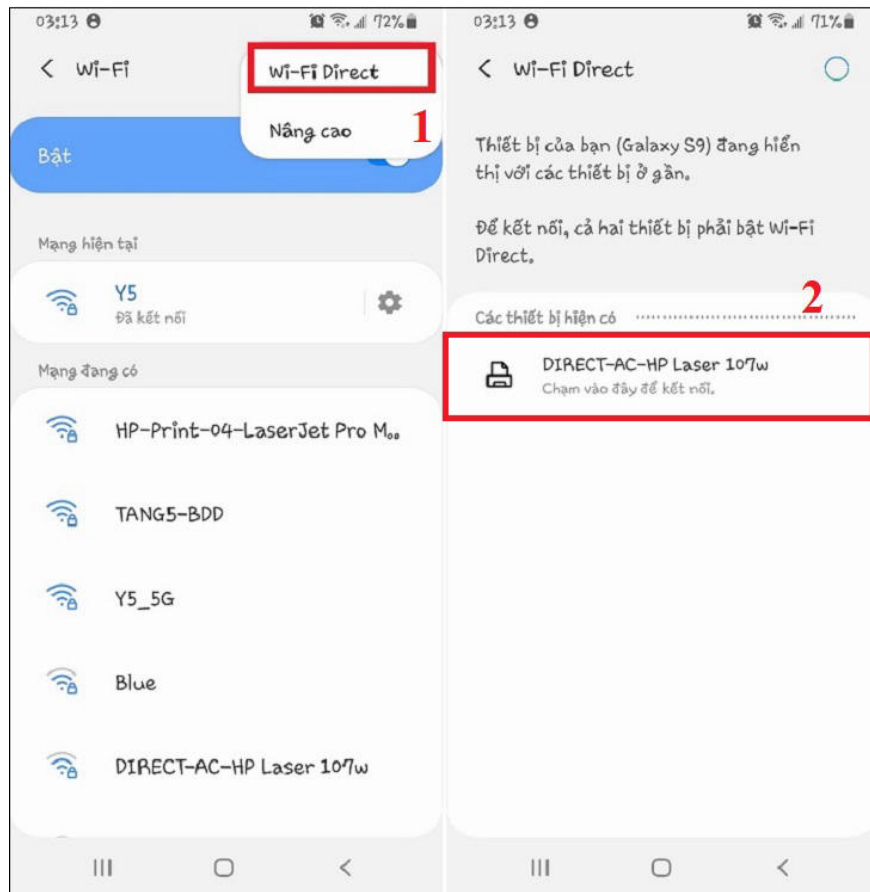 03:13
72%
Wi-Fi
Wi-Fi Direct
Nâng cao
1
Bật
Mạng hiện tại
Y5
Đã kết nối
Mạng đang có
HP-Print-04-LaserJet Pro M...
TANG5-BDD
Y5_5G
Blue
DIRECT-AC-HP Laser 107w
03:13
71%
Wi-Fi Direct
Thiết bị của bạn (Galaxy S9) đang hiển
thị với các thiết bị ở gần.
Để kết nối, cả hai thiết bị phải bật Wi-Fi
Direct.
2
Các thiết bị hiện có
DIRECT-AC-HP Laser 107w
Chạm vào đây để kết nối.